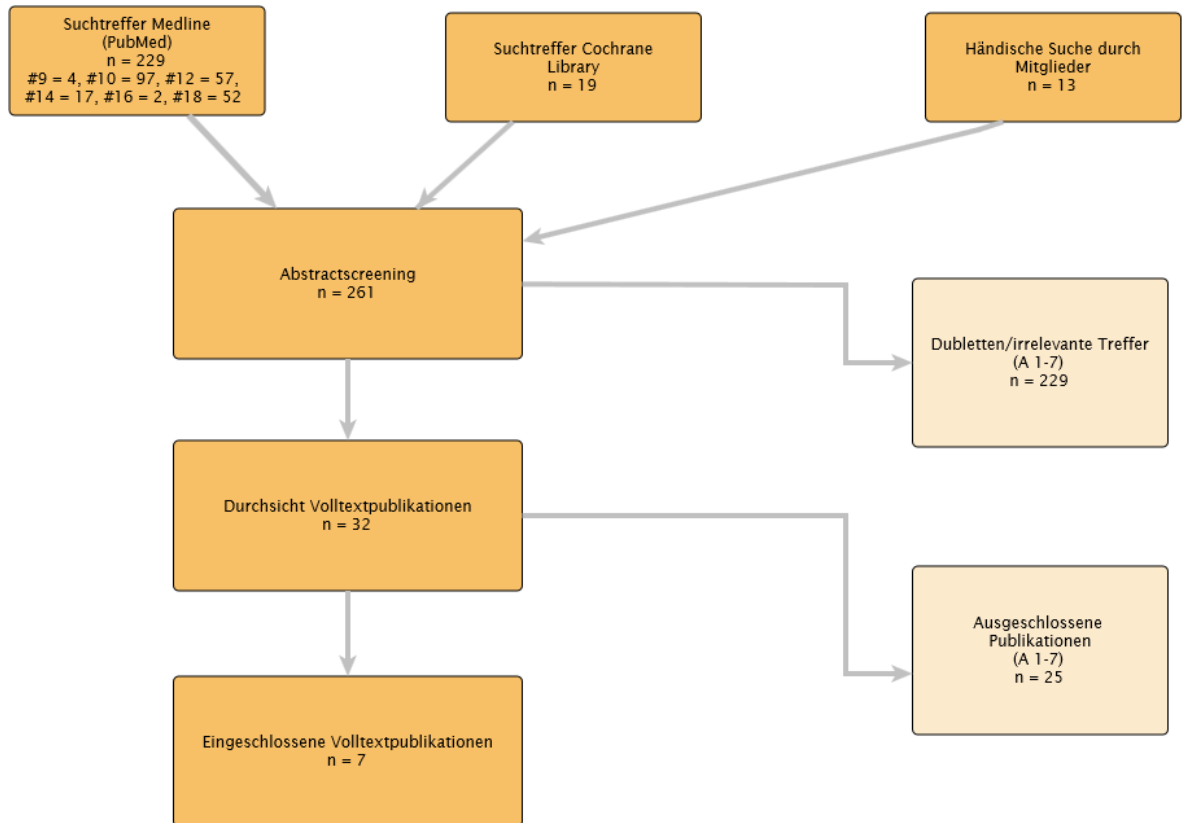 Suchtreffer Medline
(PubMed)
n = 229
#9 = 4, #10 = 97, #12 = 57,
#14 = 17, #16 = 2, #18 = 52
Suchtreffer Cochrane
Library
n = 19
Händische Suche durch
Mitglieder
n = 13
Abstractscreening
n = 261
Dubletten/irrelevante Treffer
(A 1-7)
n = 229
Durchsicht Volltextpublikationen
n = 32
Ausgeschlossene
Publikationen
(A 1-7)
n = 25
Eingeschlossene Volltextpublikationen
n = 7